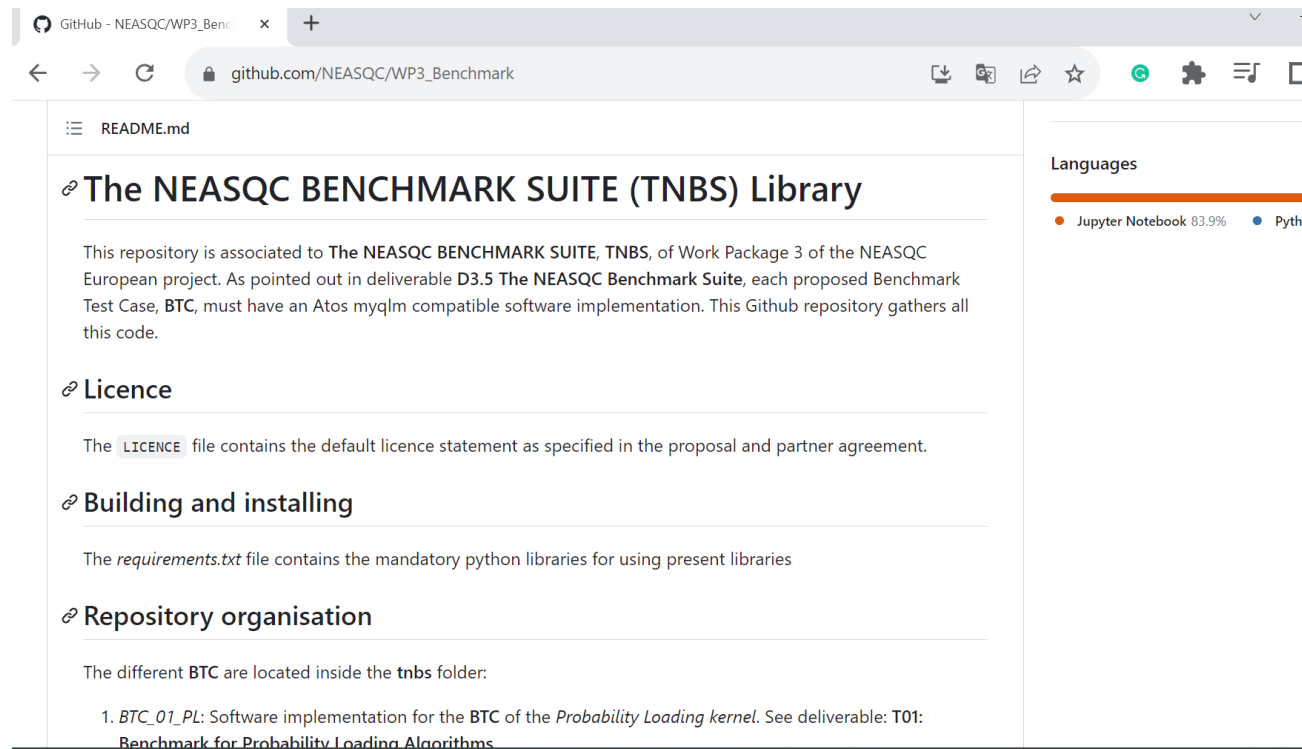 GitHub - NEASQC/WP3_Benc
github.com/NEASQC/WP3_Benchmark
README.md
The NEASQC BENCHMARK SUITE (TNBS) Library
This repository is associated to The NEASQC BENCHMARK SUITE, TNBS, of Work Package 3 of the NEASQC
European project. As pointed out in deliverable D3.5 The NEASQC Benchmark Suite, each proposed Benchmark
Test Case, BTC, must have an Atos myqlm compatible software implementation. This Github repository gathers all
this code.
Licence
The LICENCE file contains the default licence statement as specified in the proposal and partner agreement.
Building and installing
The requirements.txt file contains the mandatory python libraries for using present libraries
Repository organisation
The different BTC are located inside the tnbs folder:
1. BTC_01_PL: Software implementation for the BTC of the Probability Loading kernel. See deliverable: T01:
Benchmark for Probability Loading Algorithms
Languages
Jupyter Notebook 83.9% Pyth